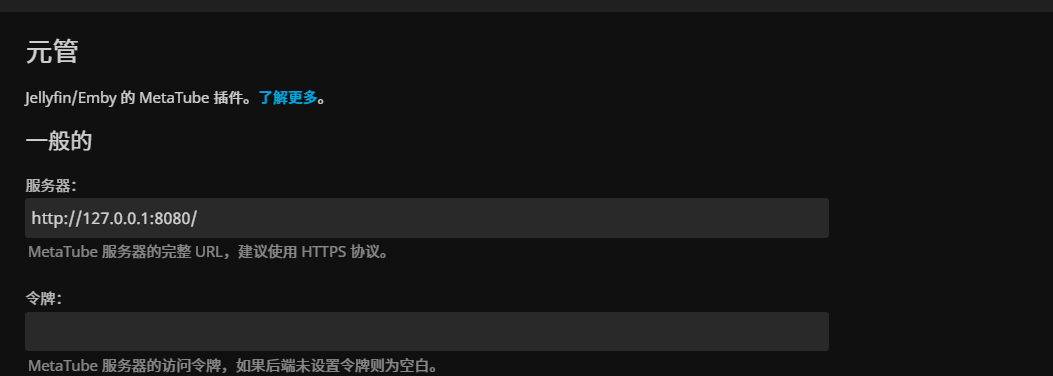 元管
Jellyfin/Emby 的 MetaTube 插件。了解更多。
一般的
服务器：
http://127.0.0.1:8080/
MetaTube 服务器的完整 URL，建议使用 HTTPS 协议。
令牌：
MetaTube 服务器的访问令牌，如果后端未设置令牌则为空白。